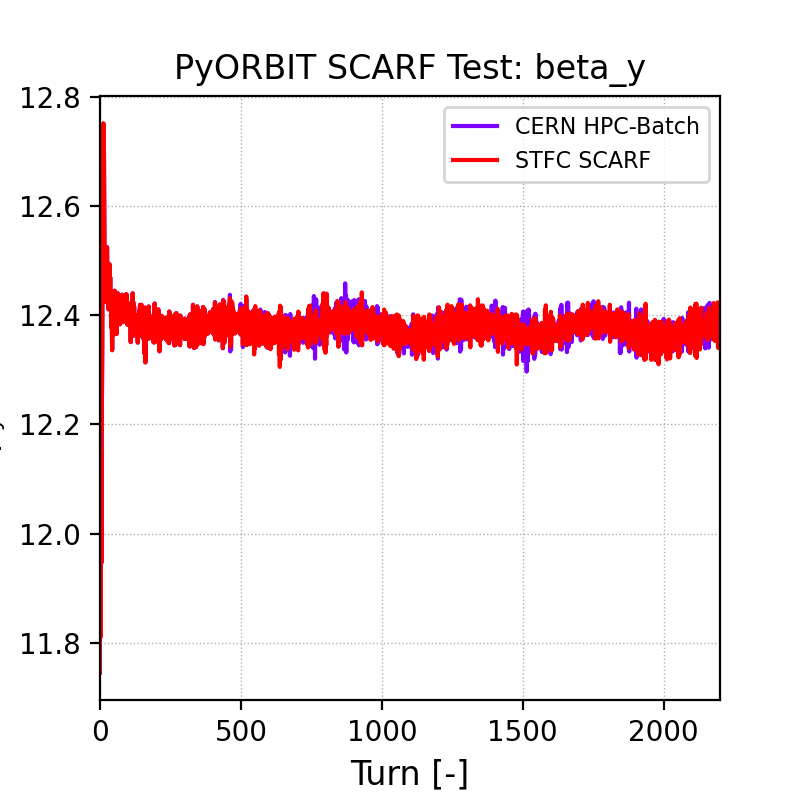 PyORBIT SCARF Test: beta_y
CERN HPC-Batch
STFC SCARF
12.8
12.6
12.4
12.2
12.0
11.8
0 500 1000 1500 2000
Turn [-]